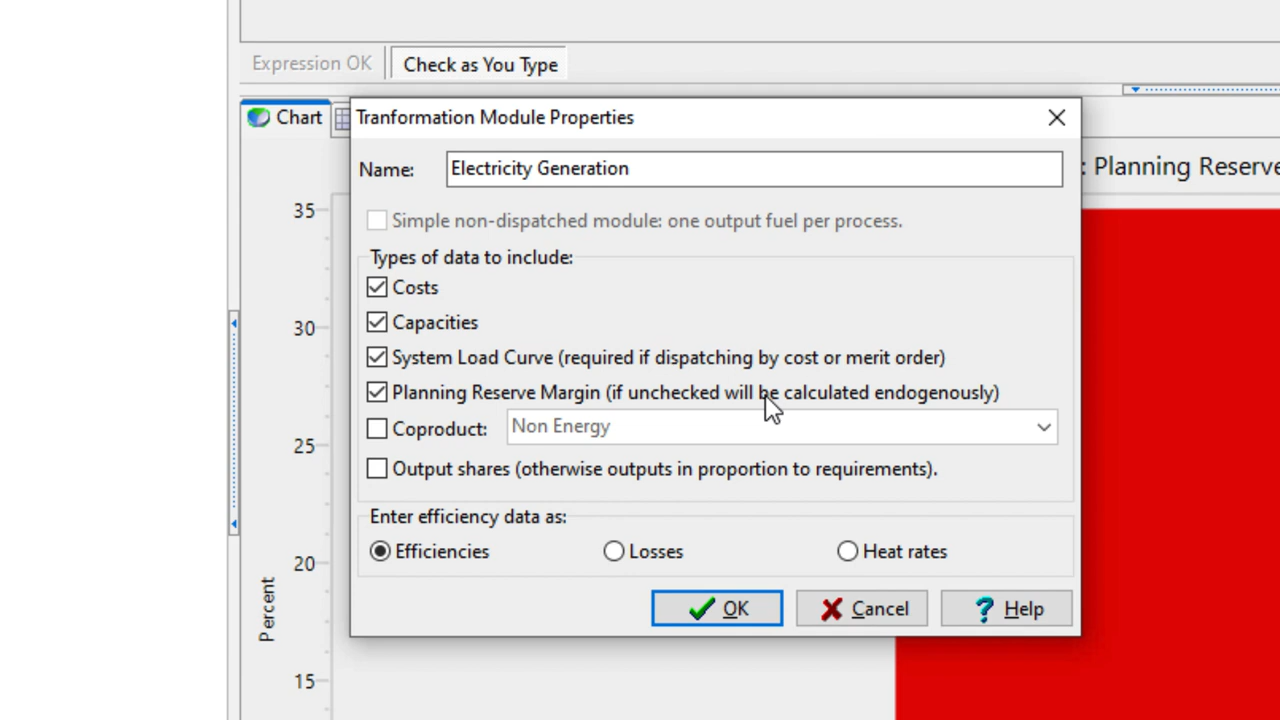 Expression OK
Check as You Type
Chart
Tranformation Module Properties
: Planning Reserve
Name:
Electricity Generation
Simple non-dispatched module: one output fuel per process.
Types of data to include:
Costs
Capacities
System Load Curve (required if dispatching by cost or merit order)
Planning Reserve Margin (if unchecked will be calculated endogenously)
Coproduct:
Non Energy
Output shares (otherwise outputs in proportion to requirements).
Enter efficiency data as:
Efficiencies
Losses
Heat rates
OK
Cancel
Help
35
30
25
20
15
Percent